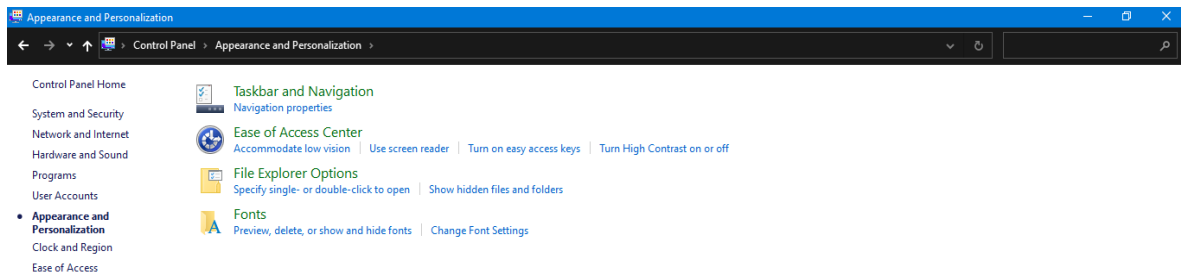 Appearance and Personalization
Control Panel > Appearance and Personalization >
Control Panel Home
System and Security
Network and Internet
Hardware and Sound
Programs
User Accounts
Appearance and
Personalization
Clock and Region
Ease of Access
Taskbar and Navigation
Navigation properties
Ease of Access Center
Accommodate low vision | Use screen reader | Turn on easy access keys | Turn High Contrast on or off
File Explorer Options
Specify single- or double-click to open | Show hidden files and folders
Fonts
Preview, delete, or show and hide fonts | Change Font Settings